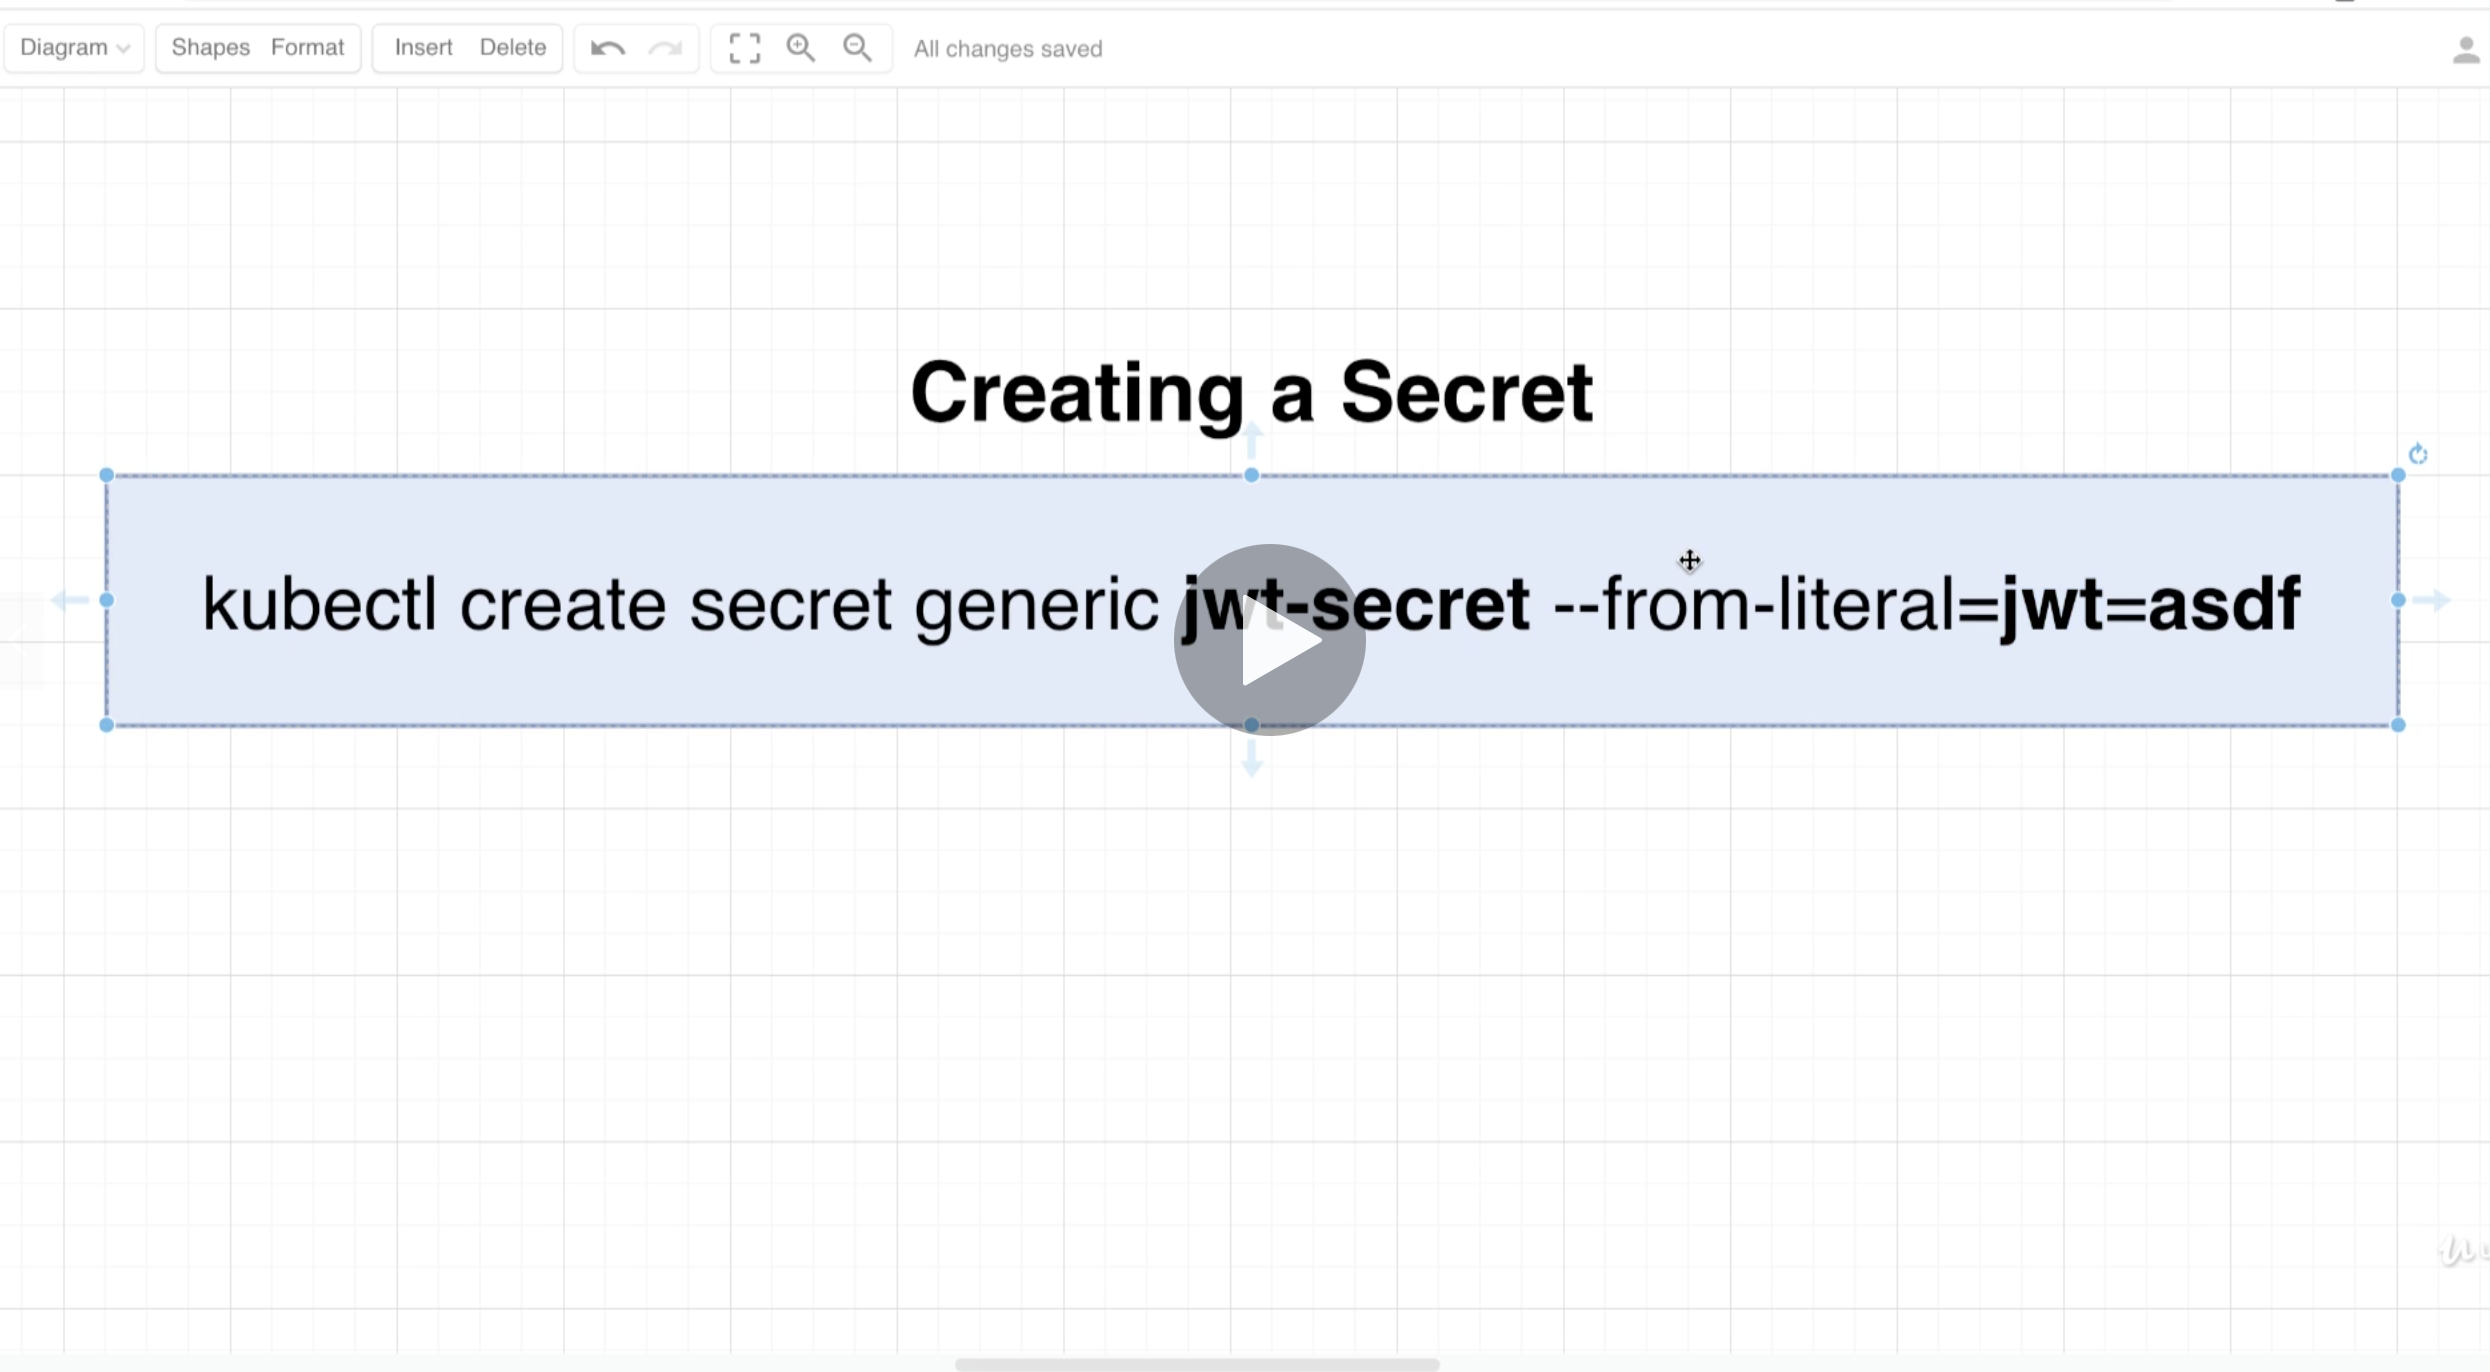 Diagram Shapes Format Insert Delete All changes saved
Creating a Secret
kubectl create secret generic jwt-secret --from-literal=jwt=asdf